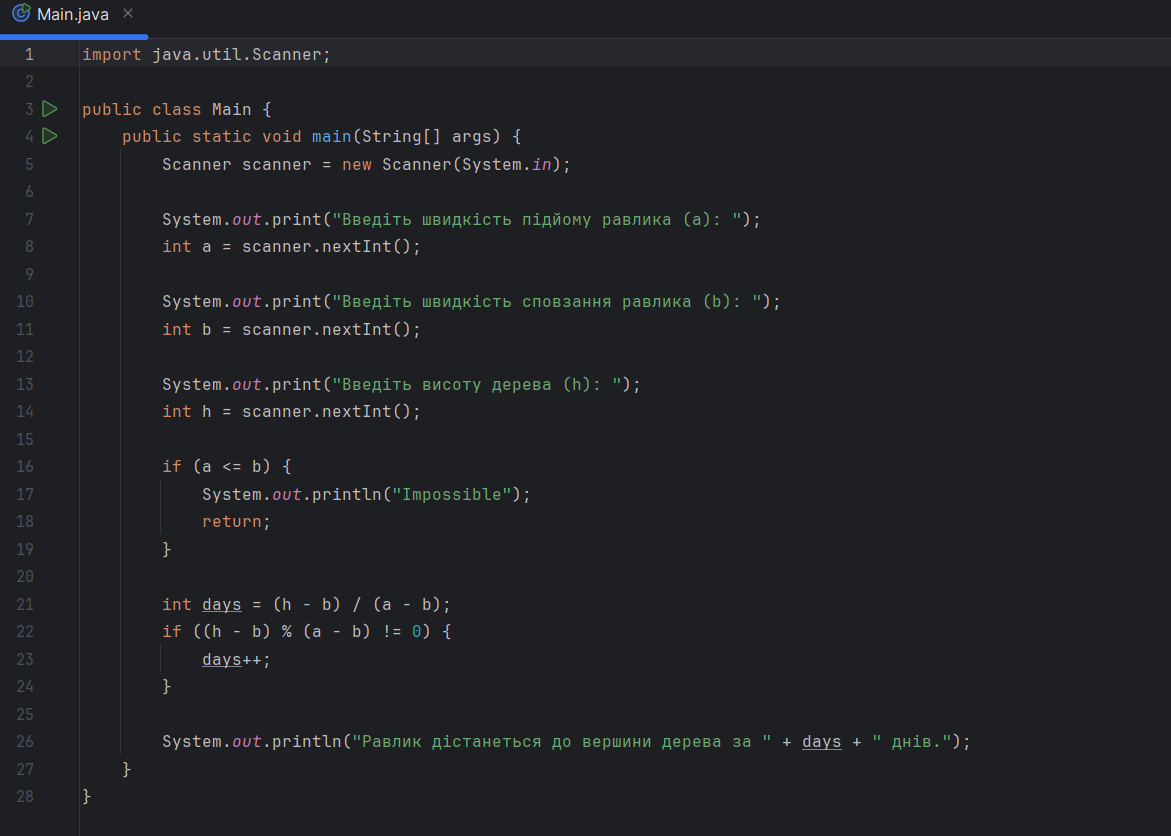 Main.java
1 import java.util.Scanner;
2
3 public class Main {
4     public static void main(String[] args) {
5         Scanner scanner = new Scanner(System.in);
6
7         System.out.print("Введіть швидкість підйому равлика (a): ");
8         int a = scanner.nextInt();
9
10         System.out.print("Введіть швидкість сповзання равлика (b): ");
11         int b = scanner.nextInt();
12
13         System.out.print("Введіть висоту дерева (h): ");
14         int h = scanner.nextInt();
15
16         if (a <= b) {
17             System.out.println("Impossible");
18             return;
19         }
20
21         int days = (h - b) / (a - b);
22         if ((h - b) % (a - b) != 0) {
23             days++;
24         }
25
26         System.out.println("Равлик дістанеться до вершини дерева за " + days + " днів.");
27     }
28 }